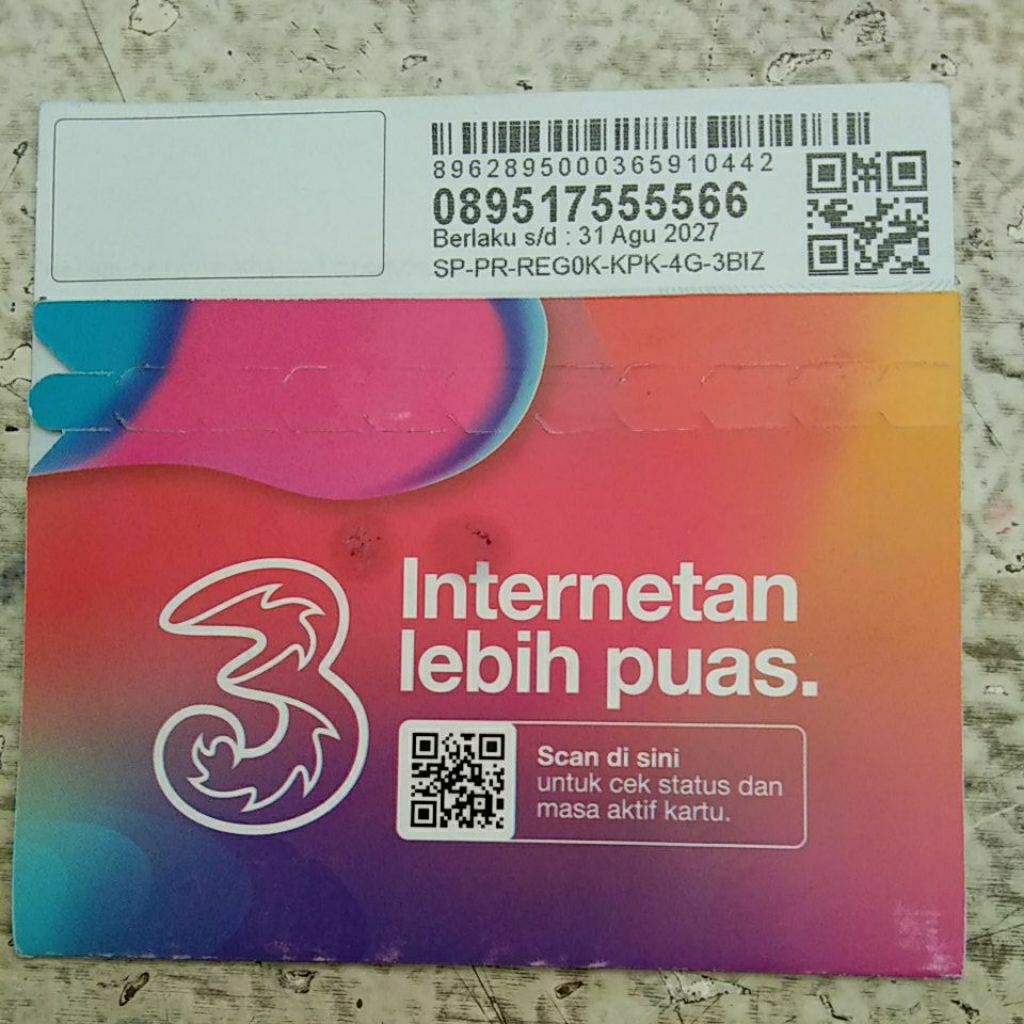 8962895000365910442
089517555566
Berlaku s/d : 31 Agu 2027
SP-PR-REG0K-KPK-4G-3BIZ
3
Internetan
lebih puas.
Scan di sini
untuk cek status dan
masa aktif kartu.